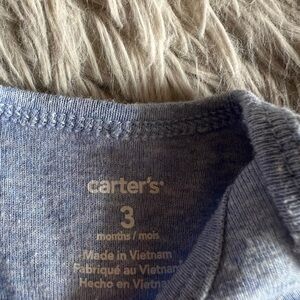 carter's®
3
months / mois
Made in Vietnam
Fabriqué au Vietnam
Hecho en Vietnam